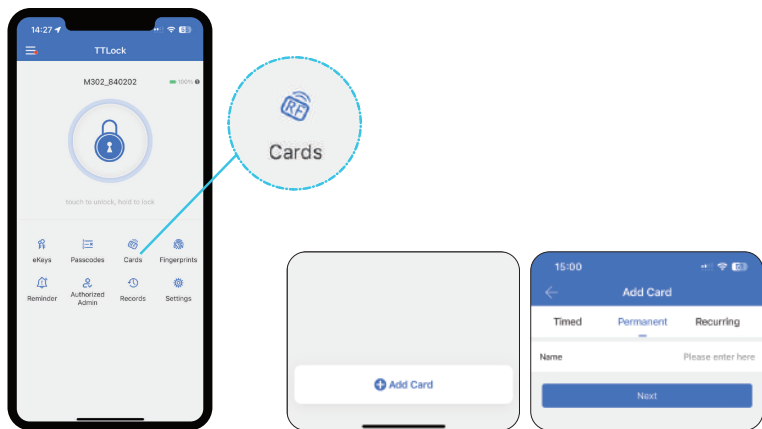 14:27
TTLock
M302_840202
100%
touch to unlock, hold to lock
eKeys Passcodes Cards Fingerprints
Reminder Authorized Admin Records Settings
RF
Cards
Add Card
15:00
Add Card
Timed Permanent Recurring
Name Please enter here
Next